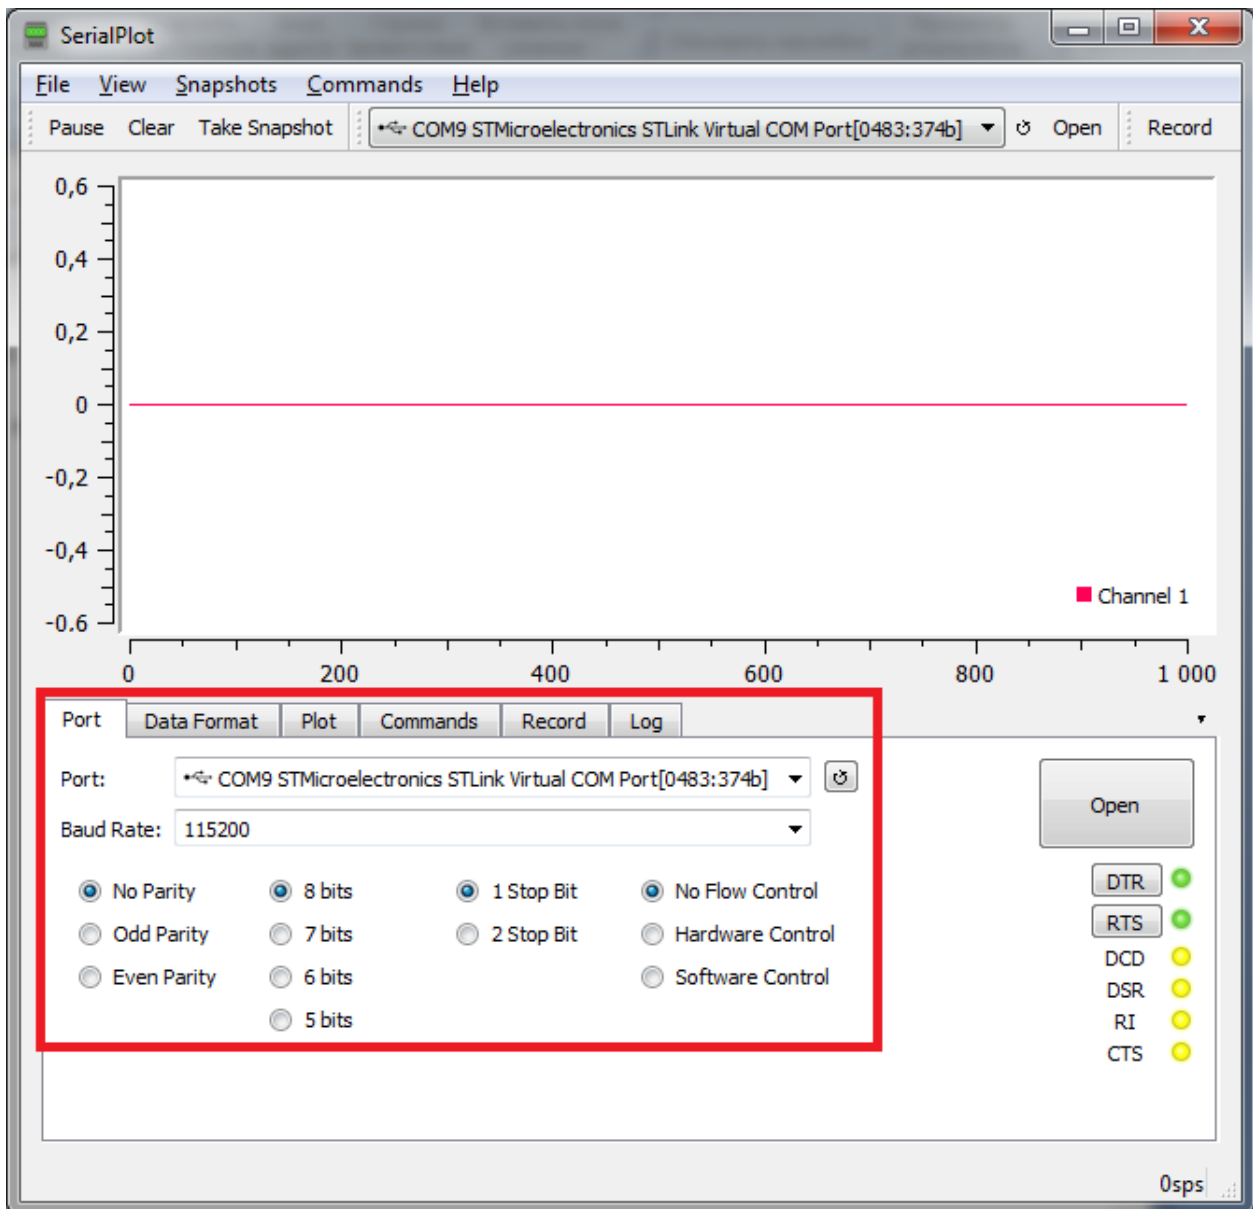 SerialPlot
File View Snapshots Commands Help
Pause Clear Take Snapshot COM9 STMicroelectronics STLink Virtual COM Port[0483:374b] Open Record
0,6
0,4
0,2
0
-0,2
-0,4
-0.6
Channel 1
0 200 400 600 800 1 000
Port Data Format Plot Commands Record Log
Port: COM9 STMicroelectronics STLink Virtual COM Port[0483:374b]
Open
Baud Rate: 115200
No Parity 8 bits 1 Stop Bit No Flow Control
DTR
Odd Parity 7 bits 2 Stop Bit Hardware Control
RTS
Even Parity 6 bits Software Control
DCD
DSR
5 bits
RI
CTS
0sps